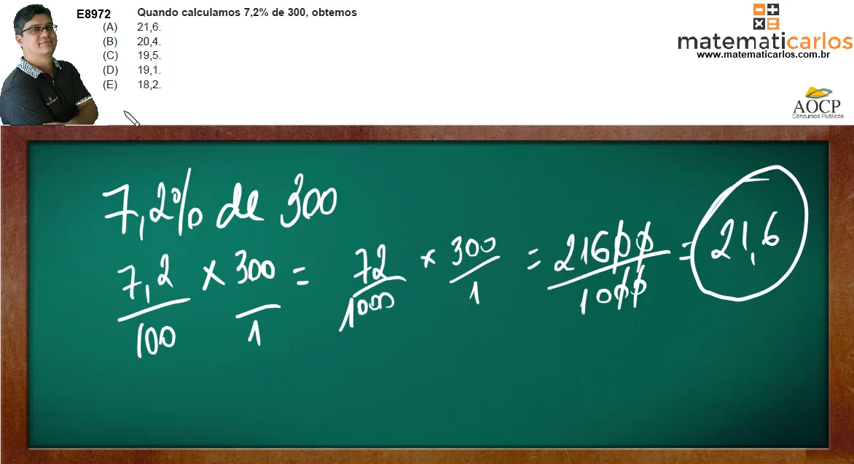 E8972 Quando calculamos 7,2% de 300, obtemos
(A) 21,6.
(B) 20,4.
(C) 19,5.
(D) 19,1.
(E) 18,2.
matematicarlos
www.matematicarlos.com.br
AOCP
Concursos Públicos
7,2% de 300
7,2/100 × 300/1 = 72/1000 × 300/1 = 21600/1000 = 21,6